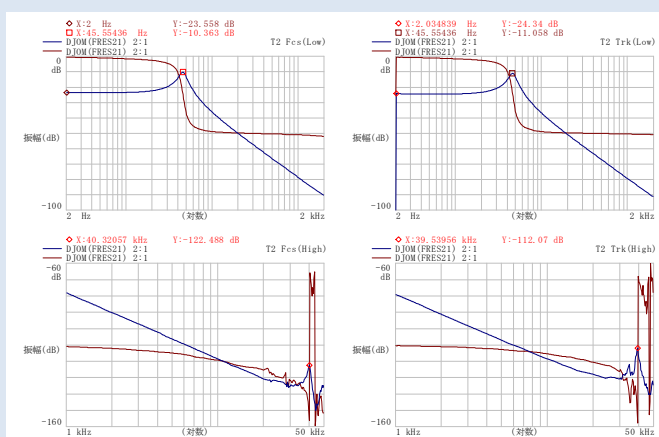 X:2 Hz Y:-23.558 dB
X:45.55436 Hz Y:-10.363 dB
DJOM(FRES21) 2:1
DJOM(FRES21) 2:1 T2 Fcs(Low)
0
dB
振幅(dB)
-100
2 Hz (対数) 2 kHz
X:2.034839 Hz Y:-24.34 dB
X:45.55436 Hz Y:-11.058 dB
DJOM(FRES21) 2:1
DJOM(FRES21) 2:1 T2 Trk(Low)
0
dB
振幅(dB)
-100
2 Hz (対数) 2 kHz
X:40.32057 kHz Y:-122.488 dB
DJOM(FRES21) 2:1 T2 Fcs(High)
DJOM(FRES21) 2:1
-60
dB
振幅(dB)
-160
1 kHz (対数) 50 kHz
X:39.53956 kHz Y:-112.07 dB
DJOM(FRES21) 2:1 T2 Trk(High)
DJOM(FRES21) 2:1
-60
dB
振幅(dB)
-160
1 kHz (対数) 50 kHz